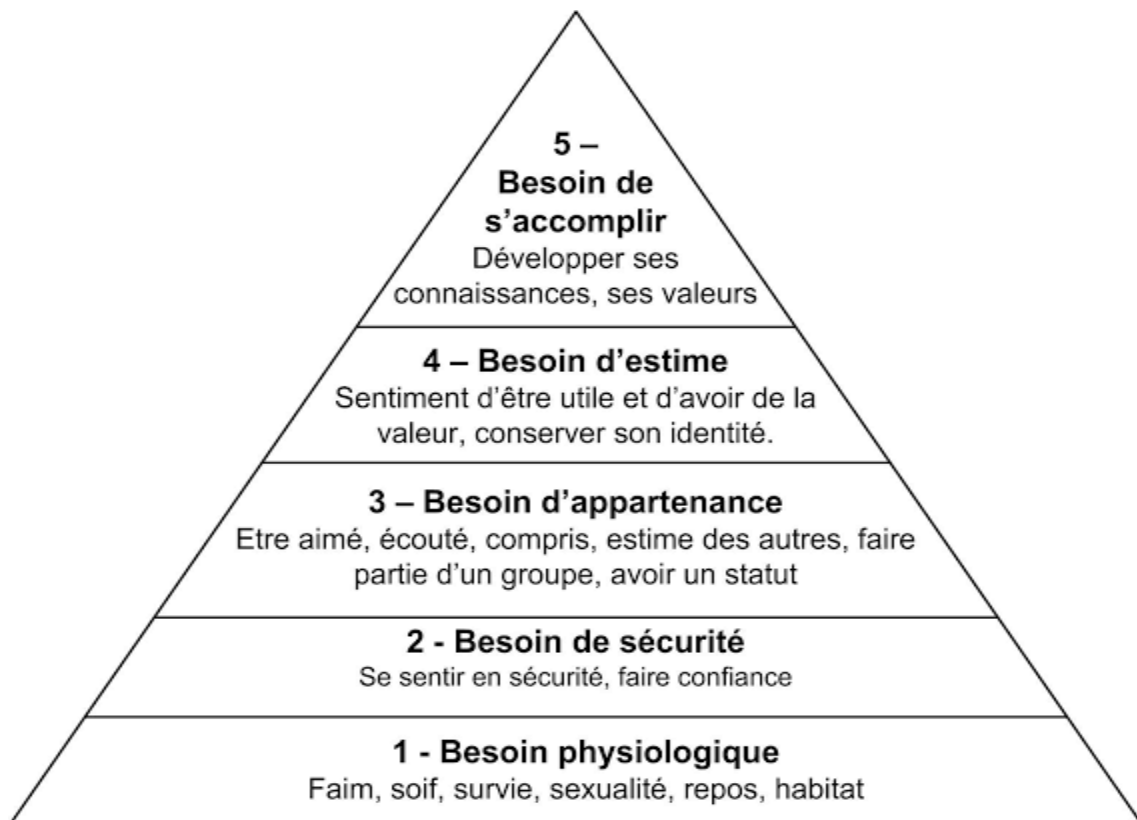 5 –
Besoin de
s’accomplir
Développer ses
connaissances, ses valeurs
4 – Besoin d’estime
Sentiment d’être utile et d’avoir de la
valeur, conserver son identité.
3 – Besoin d’appartenance
Etre aimé, écouté, compris, estime des autres, faire
partie d’un groupe, avoir un statut
2 - Besoin de sécurité
Se sentir en sécurité, faire confiance
1 - Besoin physiologique
Faim, soif, survie, sexualité, repos, habitat